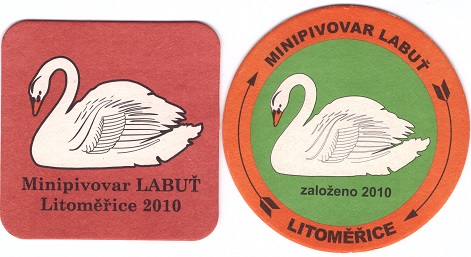 Minipivovar LABUŤ
Litoměřice 2010
MINIPIVOVAR LABUŤ
založeno 2010
LITOMĚŘICE